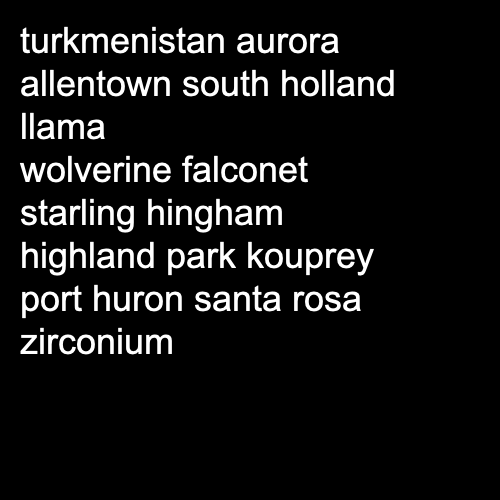 turkmenistan aurora
allentown south holland
llama
wolverine falconet
starling hingham
highland park kouprey
port huron santa rosa
zirconium